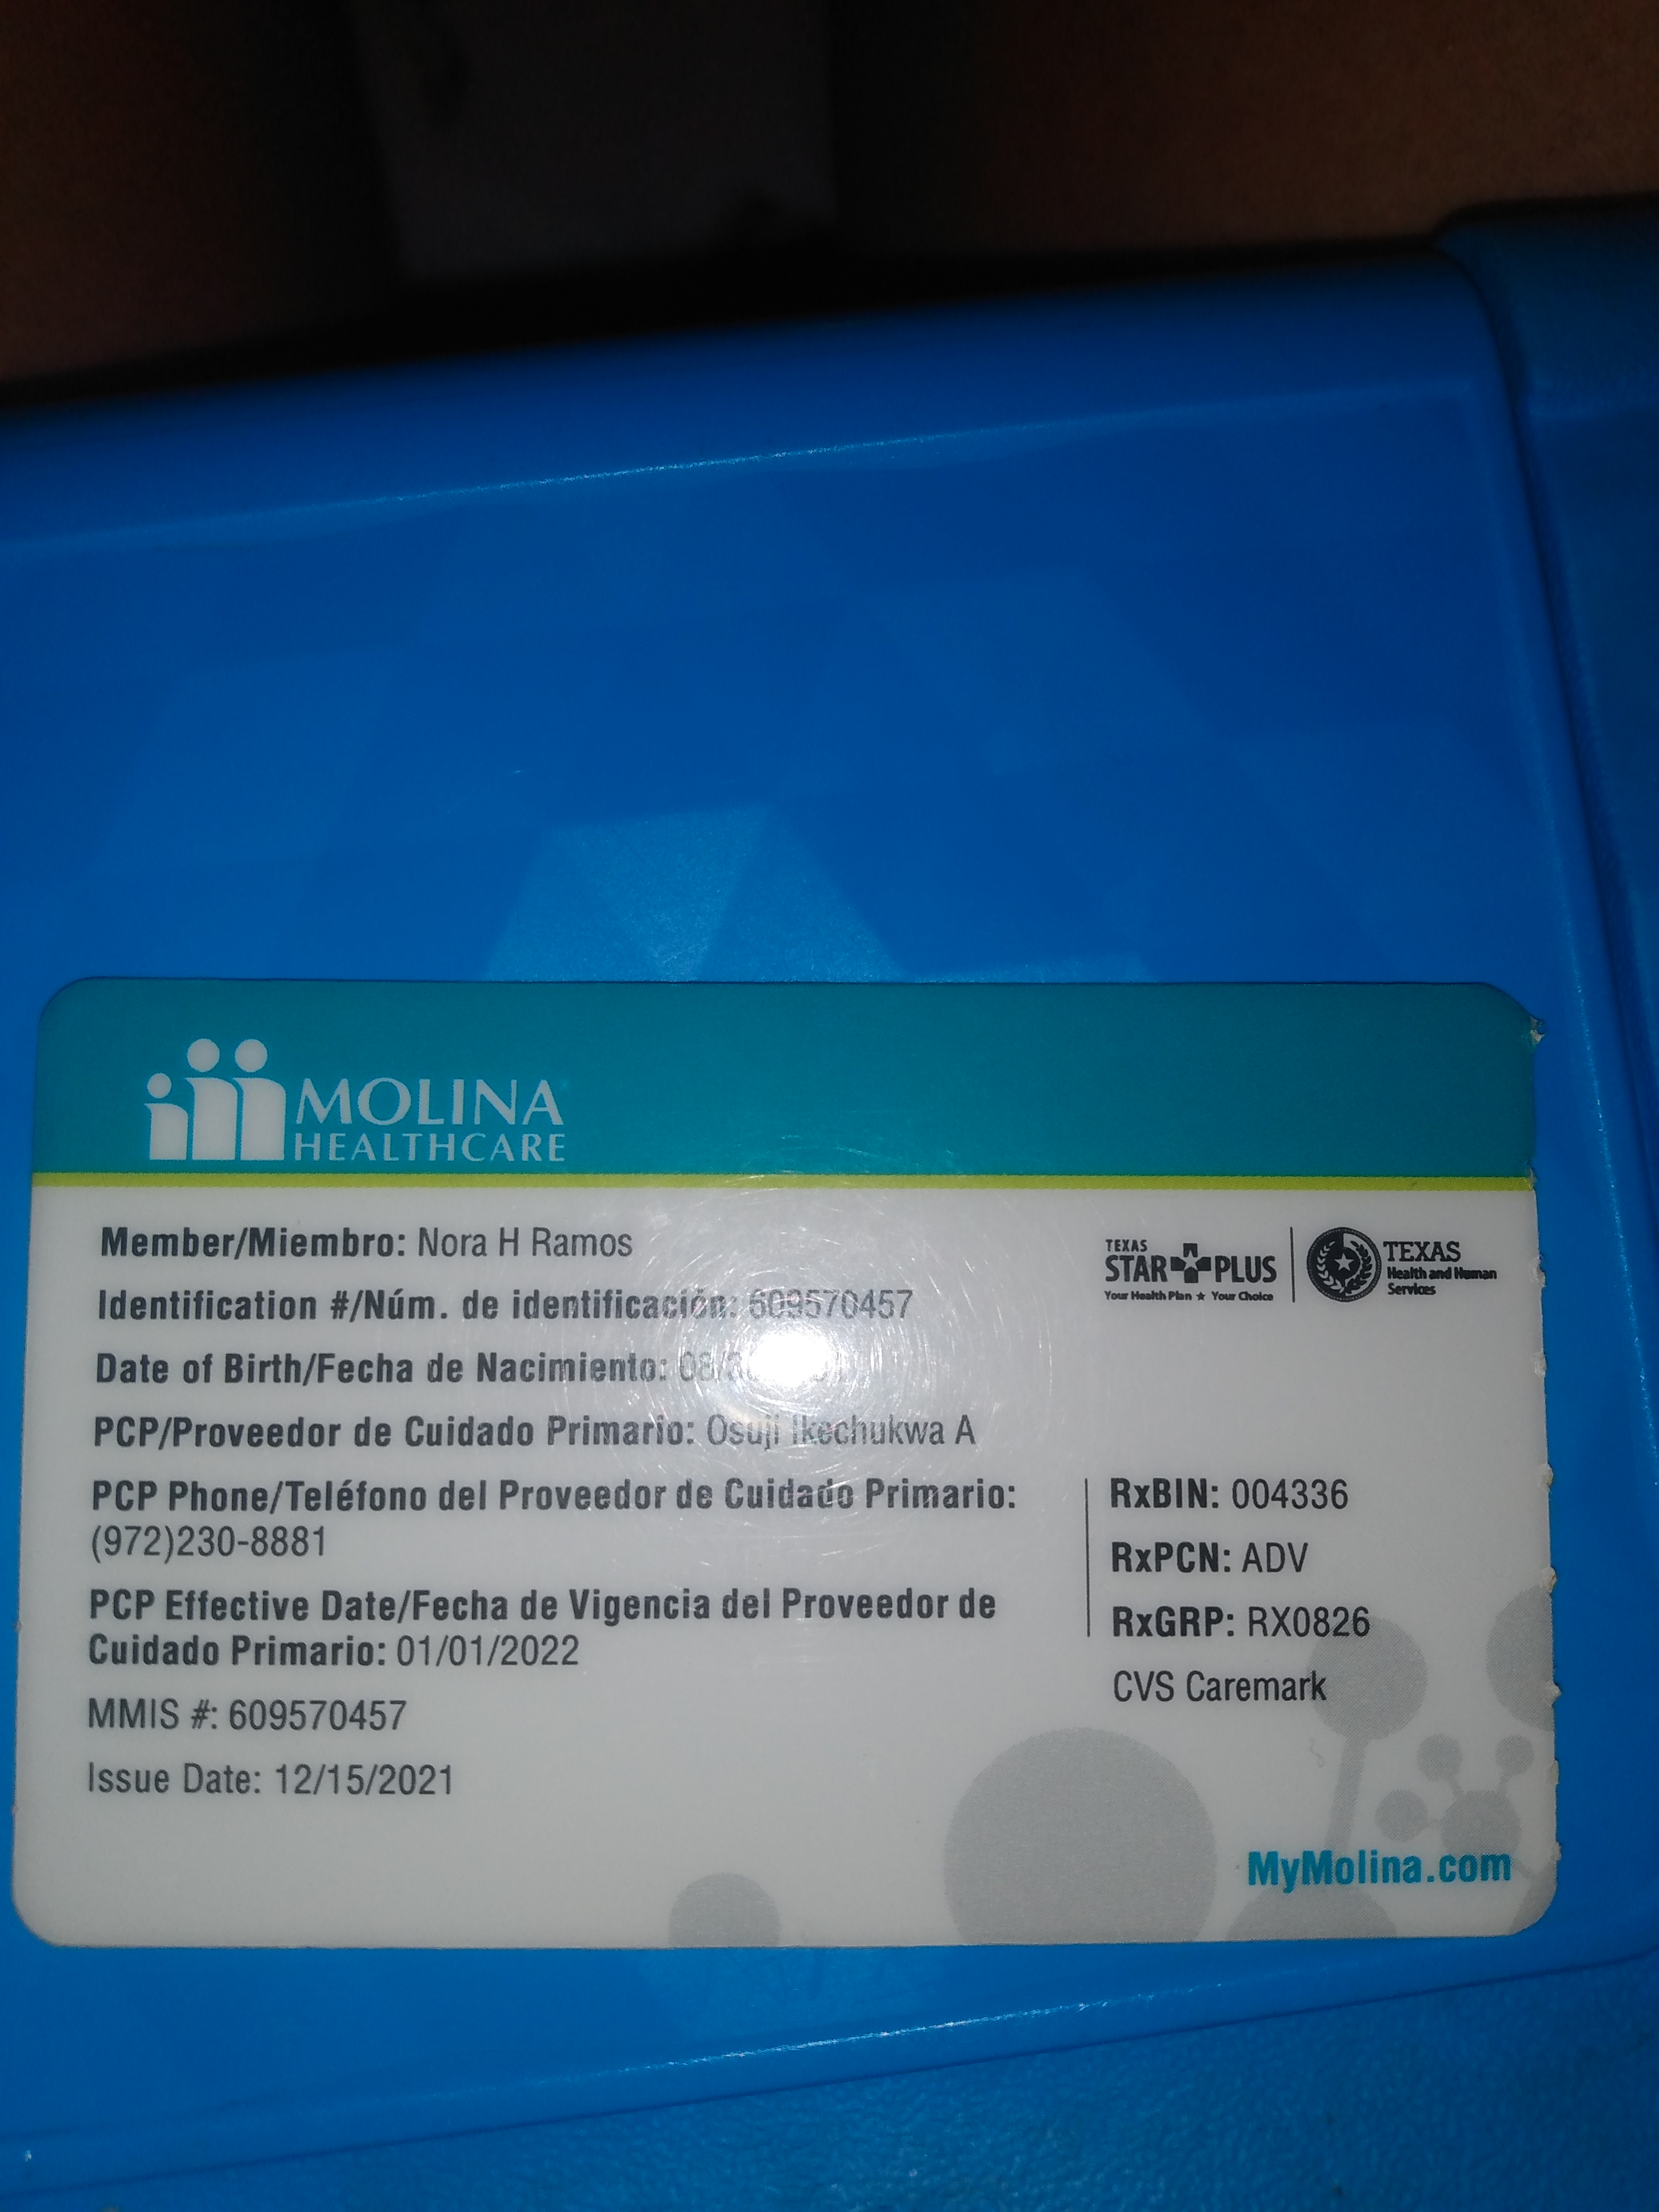 MOLINA
HEALTHCARE
Member/Miembro: Nora H Ramos
Identification #/Núm. de identificación: 609570457
Date of Birth/Fecha de Nacimiento:
PCP/Proveedor de Cuidado Primario: Osuji Ikechukwa A
PCP Phone/Teléfono del Proveedor de Cuidado Primario:
(972)230-8881
PCP Effective Date/Fecha de Vigencia del Proveedor de
Cuidado Primario: 01/01/2022
MMIS #: 609570457
Issue Date: 12/15/2021
TEXAS
STAR PLUS
Your Health Plan ★ Your Choice
TEXAS
Health and Human
Services
RxBIN: 004336
RxPCN: ADV
RxGRP: RX0826
CVS Caremark
MyMolina.com